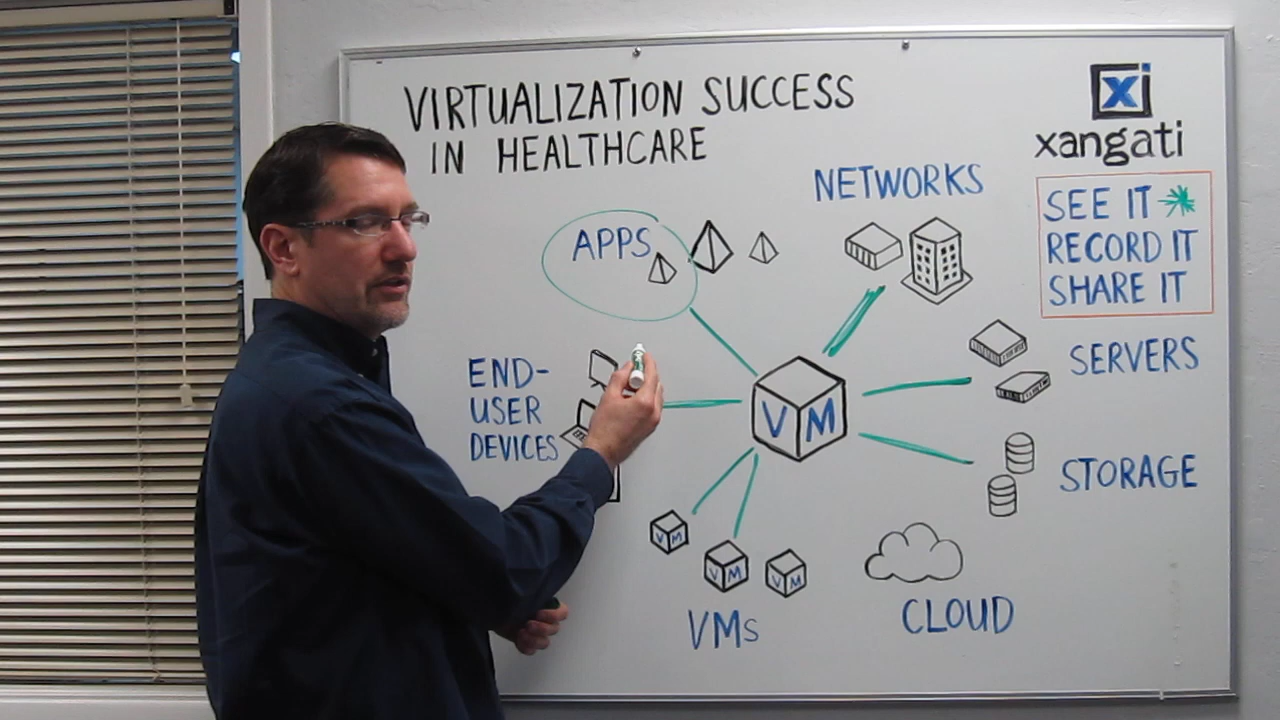 VIRTUALIZATION SUCCESS
IN HEALTHCARE
xi
xangati
SEE IT
RECORD IT
SHARE IT
NETWORKS
APPS
SERVERS
END-
USER
DEVICES
VM
STORAGE
VM
VM
VM
VMs
CLOUD